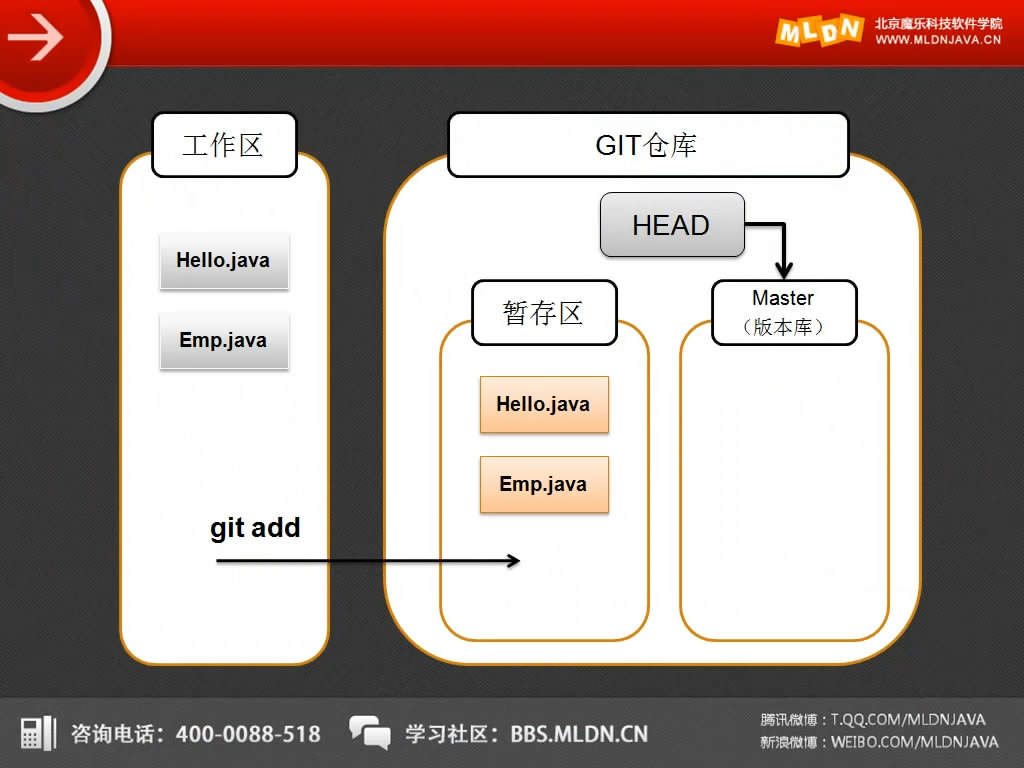 MLDN
北京魔乐科技软件学院
WWW.MLDNJAVA.CN
工作区
GIT仓库
HEAD
Hello.java
Emp.java
暂存区
Master
（版本库）
Hello.java
Emp.java
git add
咨询电话：400-0088-518
学习社区：BBS.MLDN.CN
腾讯微博：T.QQ.COM/MLDNJAVA
新浪微博：WEIBO.COM/MLDNJAVA